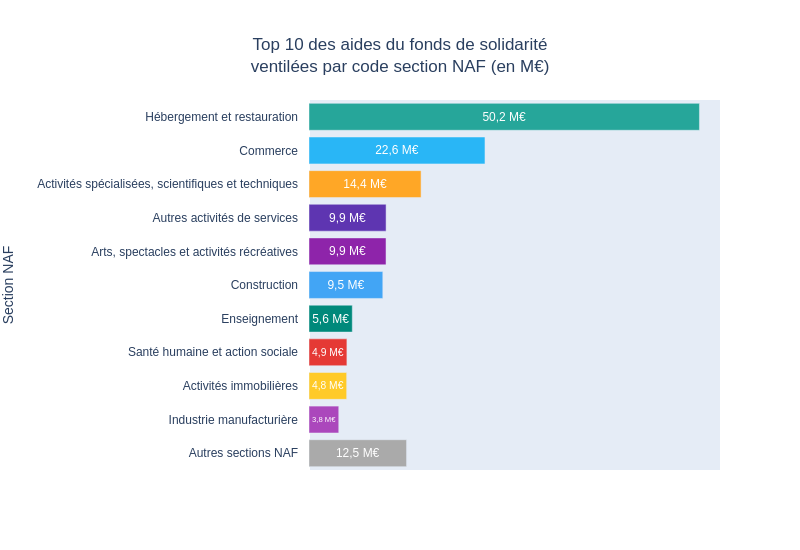 Top 10 des aides du fonds de solidarité
ventilées par code section NAF (en M€)
Section NAF
Hébergement et restauration 50,2 M€
Commerce 22,6 M€
Activités spécialisées, scientifiques et techniques 14,4 M€
Autres activités de services 9,9 M€
Arts, spectacles et activités récréatives 9,9 M€
Construction 9,5 M€
Enseignement 5,6 M€
Santé humaine et action sociale 4,9 M€
Activités immobilières 4,8 M€
Industrie manufacturière 3,8 M€
Autres sections NAF 12,5 M€